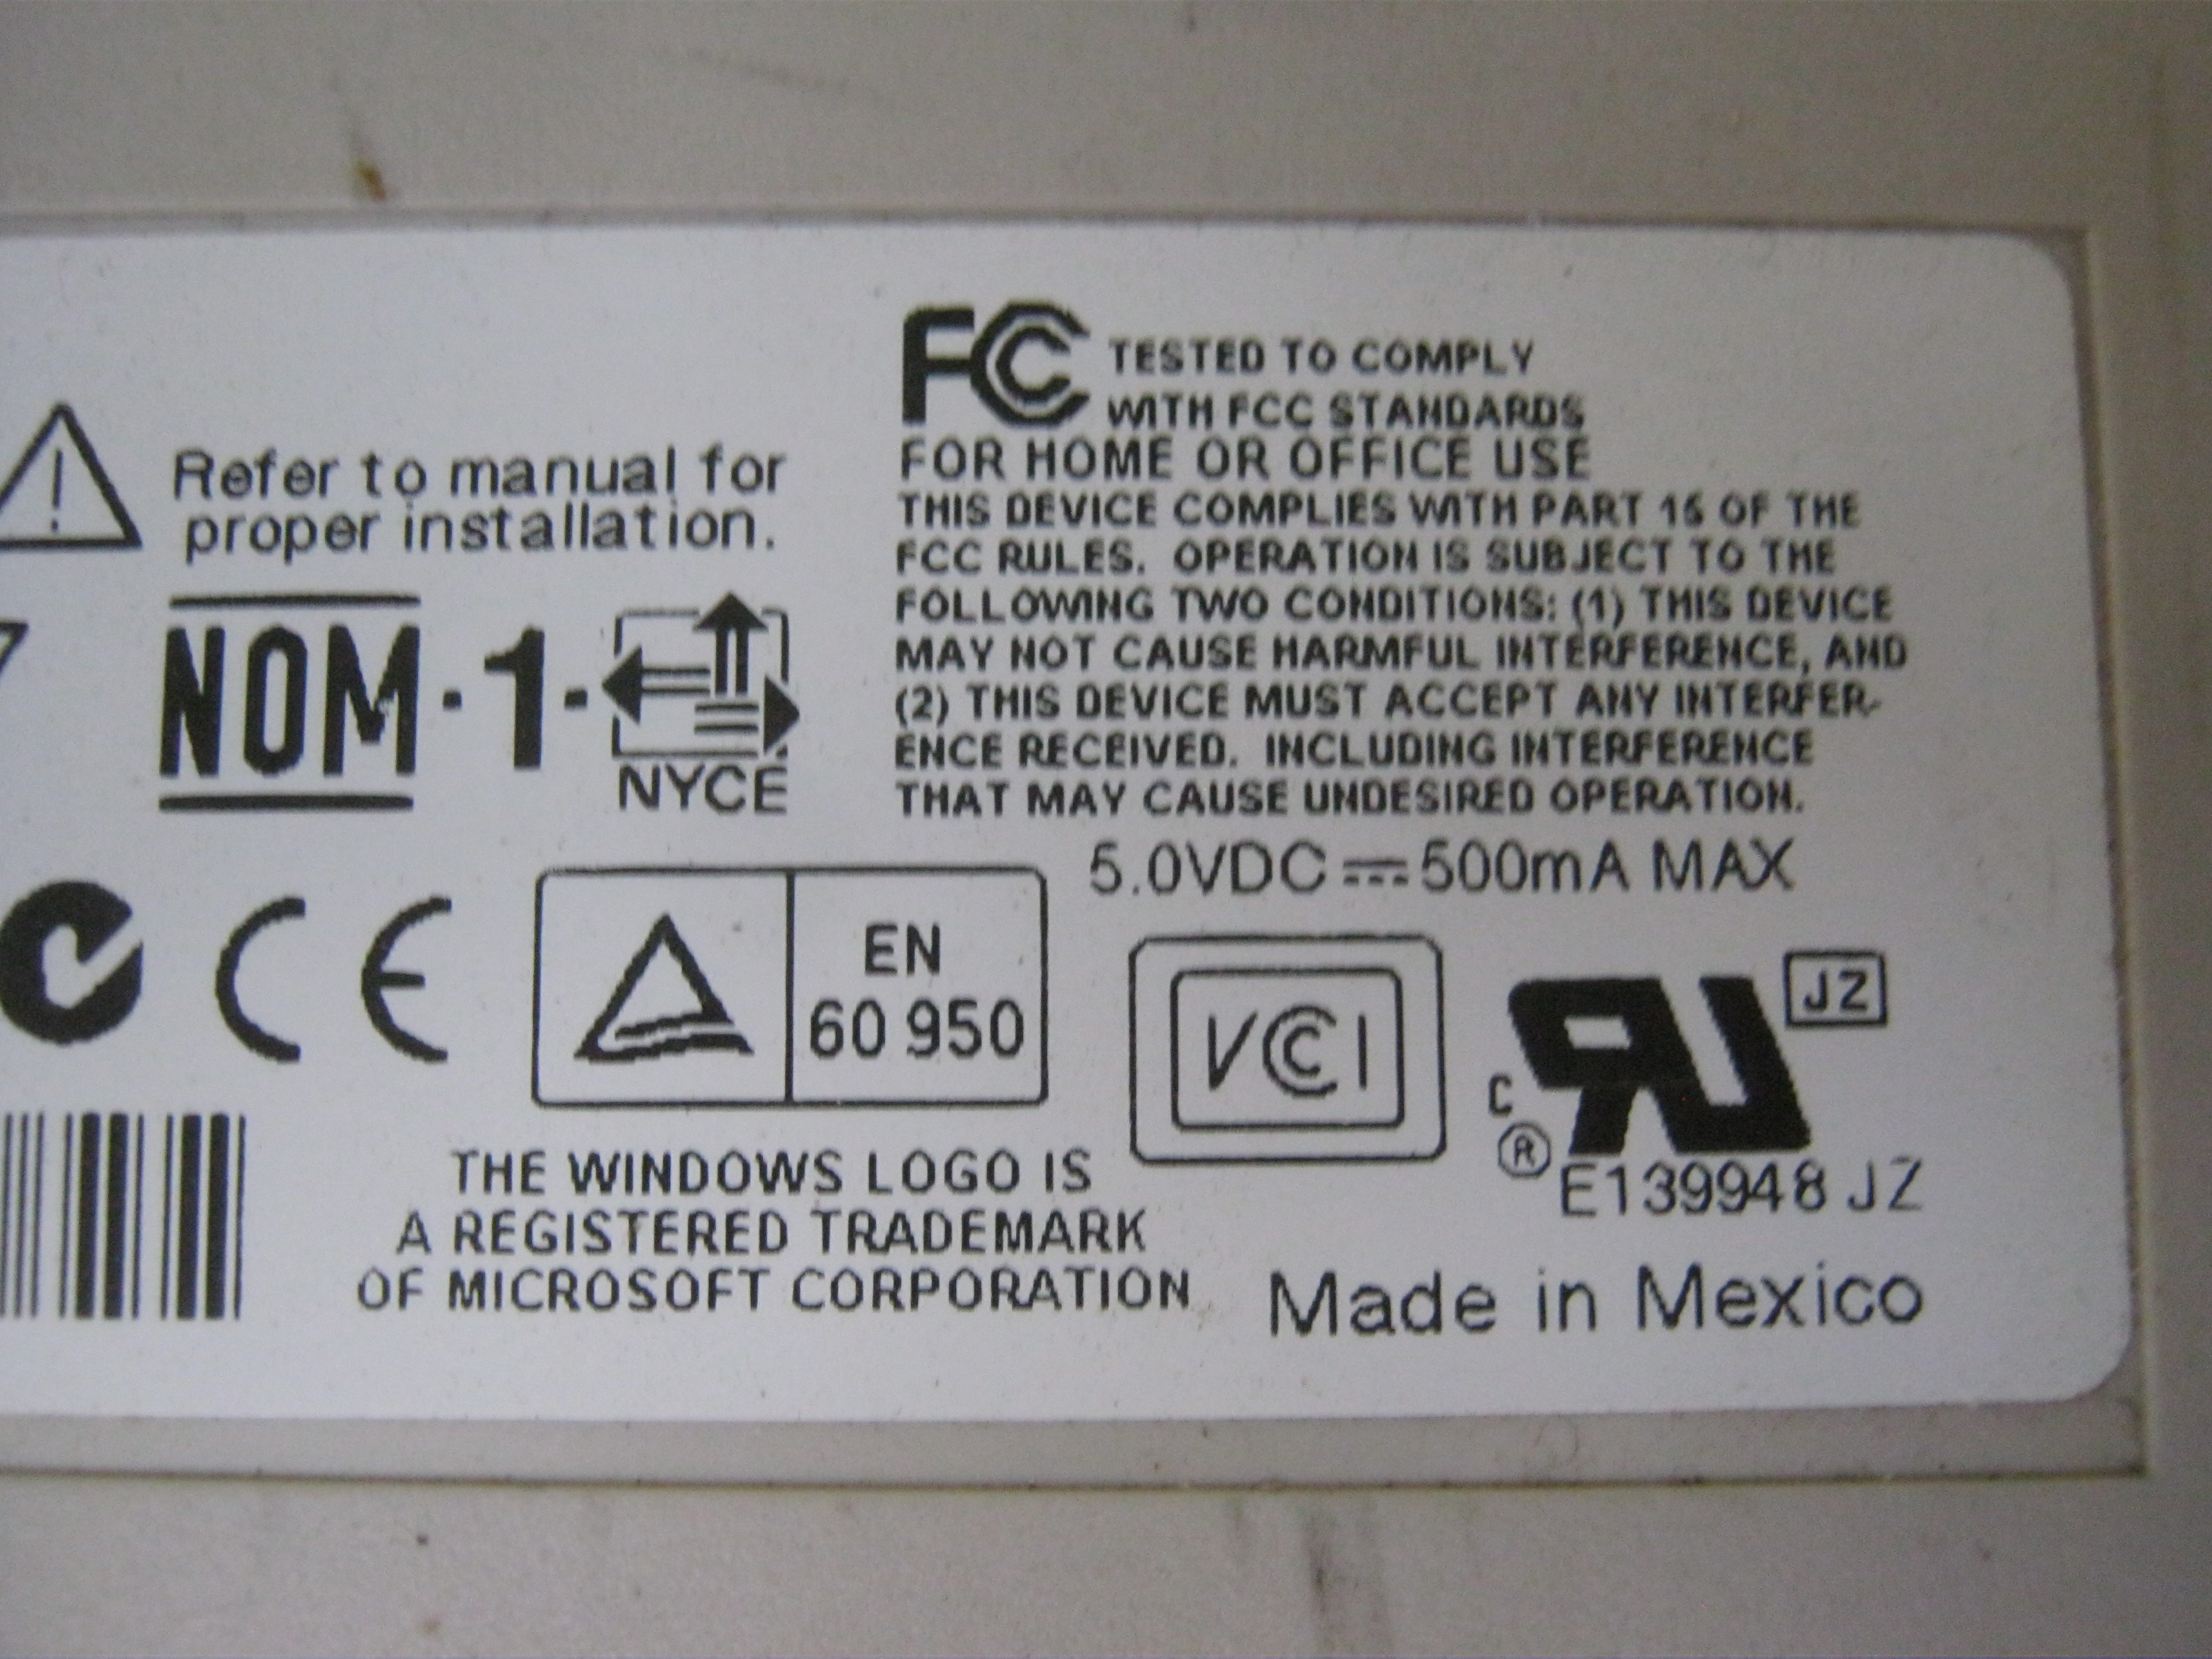 FC TESTED TO COMPLY
WITH FCC STANDARDS
FOR HOME OR OFFICE USE
THIS DEVICE COMPLIES WITH PART 15 OF THE
FCC RULES. OPERATION IS SUBJECT TO THE
FOLLOWING TWO CONDITIONS: (1) THIS DEVICE
MAY NOT CAUSE HARMFUL INTERFERENCE, AND
(2) THIS DEVICE MUST ACCEPT ANY INTERFER-
ENCE RECEIVED. INCLUDING INTERFERENCE
THAT MAY CAUSE UNDESIRED OPERATION.
! Refer to manual for
proper installation.
7
NOM-1-
NYCE
5.0VDC⎓500mA MAX
CE
EN
60 950
VCCI
c RU JZ
®
E139948 JZ
THE WINDOWS LOGO IS
A REGISTERED TRADEMARK
OF MICROSOFT CORPORATION
Made in Mexico